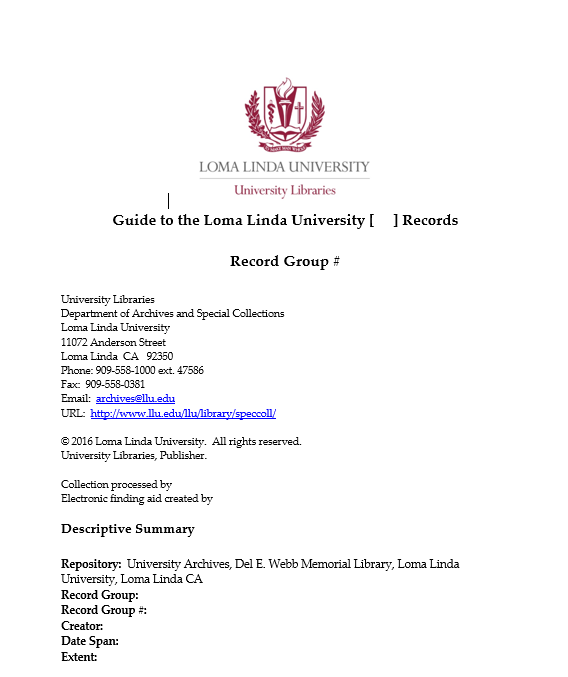 LOMA LINDA UNIVERSITY
University Libraries
Guide to the Loma Linda University [ ] Records
Record Group #
University Libraries
Department of Archives and Special Collections
Loma Linda University
11072 Anderson Street
Loma Linda CA 92350
Phone: 909-558-1000 ext. 47586
Fax: 909-558-0381
Email: archives@llu.edu
URL: http://www.llu.edu/llu/library/speccoll/
© 2016 Loma Linda University. All rights reserved.
University Libraries, Publisher.
Collection processed by
Electronic finding aid created by
Descriptive Summary
Repository: University Archives, Del E. Webb Memorial Library, Loma Linda
University, Loma Linda CA
Record Group:
Record Group #:
Creator:
Date Span:
Extent: